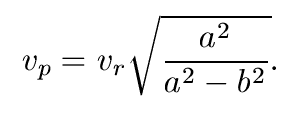 $v_p = v_r \sqrt{\frac{a^2}{a^2 - b^2}}.$